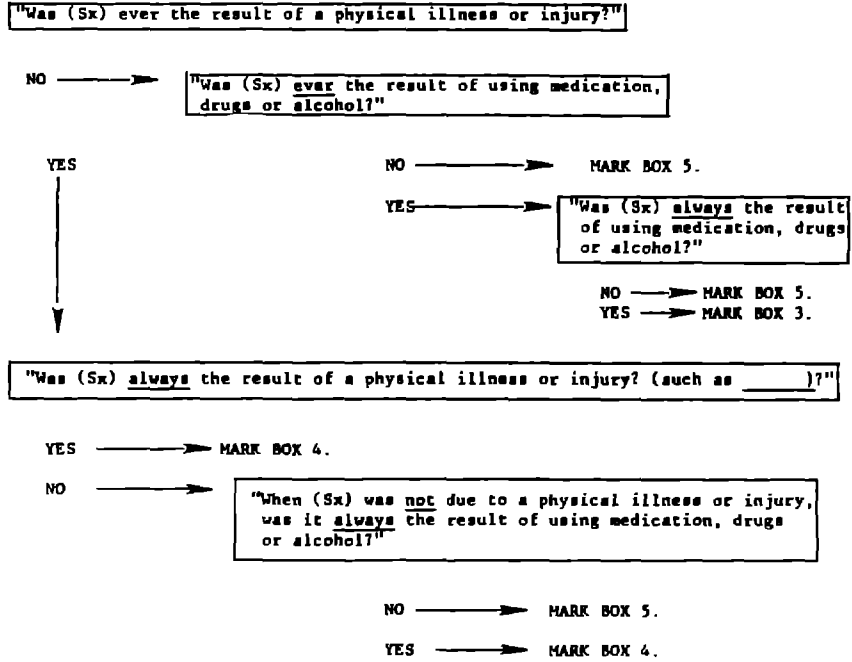 "Was (Sx) ever the result of a physical illness or injury?"
NO
"Was (Sx) ever the result of using medication,
drugs or alcohol?"
YES
NO MARK BOX 5.
YES
"Was (Sx) always the result
of using medication, drugs
or alcohol?"
NO MARK BOX 5.
YES MARK BOX 3.
"Was (Sx) always the result of a physical illness or injury? (such as ______)?"
YES MARK BOX 4.
NO
"When (Sx) was not due to a physical illness or injury,
was it always the result of using medication, drugs
or alcohol?"
NO MARK BOX 5.
YES MARK BOX 4.